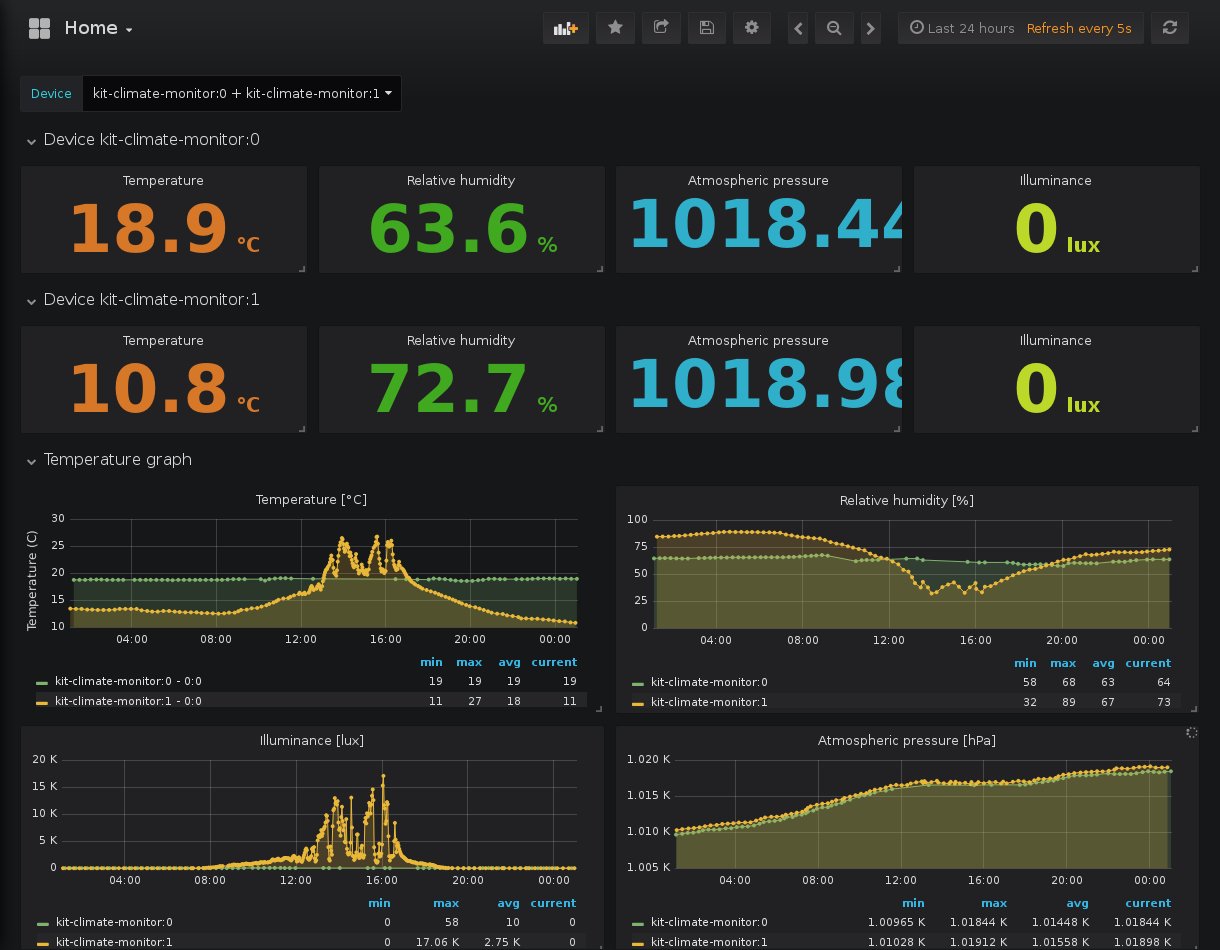 Home
Last 24 hours Refresh every 5s
Device kit-climate-monitor:0 + kit-climate-monitor:1
Device kit-climate-monitor:0
Temperature Relative humidity Atmospheric pressure Illuminance
18.9 °C 63.6 % 1018.44 0 lux
Device kit-climate-monitor:1
Temperature Relative humidity Atmospheric pressure Illuminance
10.8 °C 72.7 % 1018.98 0 lux
Temperature graph
Temperature [°C]
Temperature (C)
30
25
20
15
10
04:00 08:00 12:00 16:00 20:00 00:00
min max avg current
kit-climate-monitor:0 - 0:0 19 19 19 19
kit-climate-monitor:1 - 0:0 11 27 18 11
Relative humidity [%]
100
75
50
25
0
04:00 08:00 12:00 16:00 20:00 00:00
min max avg current
kit-climate-monitor:0 58 68 63 64
kit-climate-monitor:1 32 89 67 73
Illuminance [lux]
20 K
15 K
10 K
5 K
0
04:00 08:00 12:00 16:00 20:00 00:00
min max avg current
kit-climate-monitor:0 0 58 10 0
kit-climate-monitor:1 0 17.06 K 2.75 K 0
Atmospheric pressure [hPa]
1.020 K
1.015 K
1.010 K
1.005 K
04:00 08:00 12:00 16:00 20:00 00:00
min max avg current
kit-climate-monitor:0 1.00965 K 1.01844 K 1.01448 K 1.01844 K
kit-climate-monitor:1 1.01028 K 1.01912 K 1.01558 K 1.01898 K